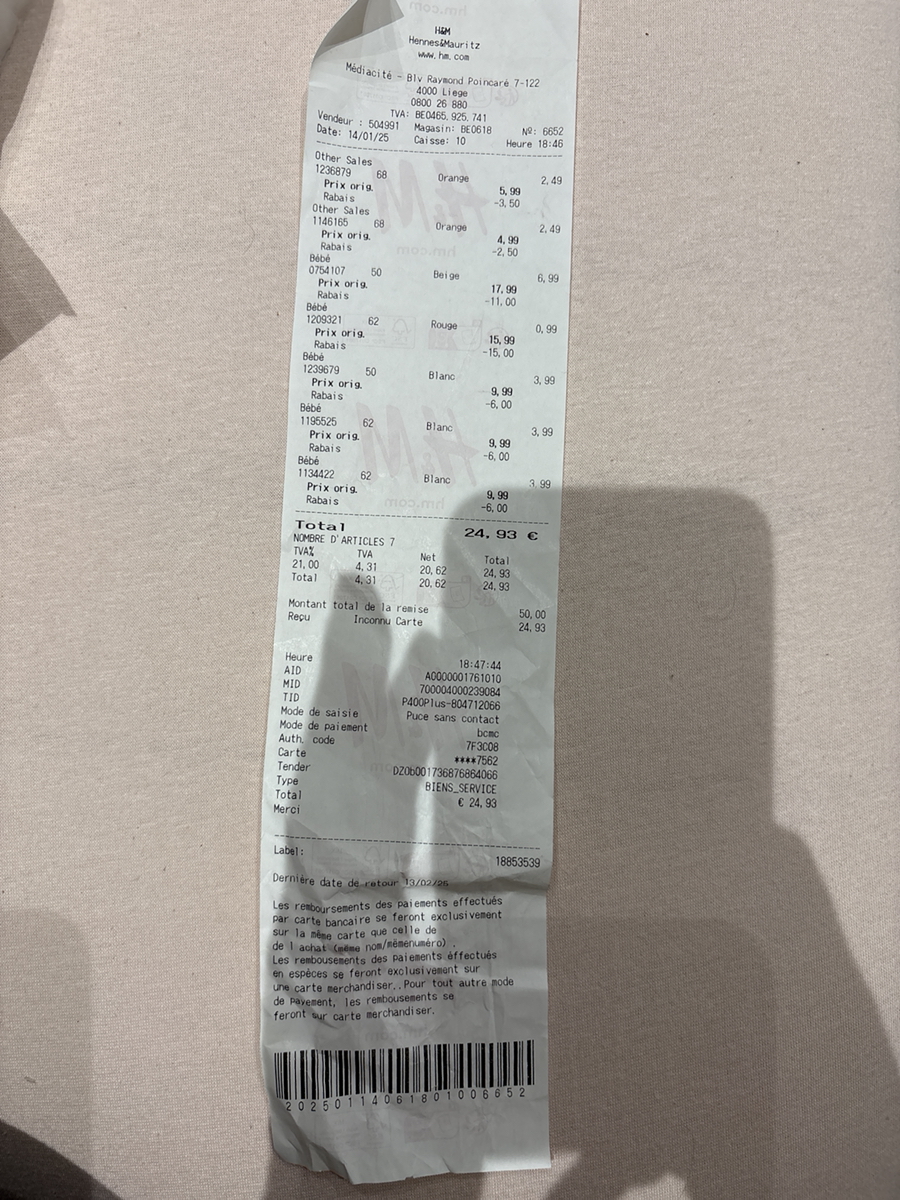 H&M
Hennes&Mauritz
www.hm.com
Médiacité - Blv Raymond Poincaré 7-122
4000 Liege
0800 26 880
TVA: BE0465.925.741
Vendeur : 504991 Magasin: BE0618 Nº: 6652
Date: 14/01/25 Caisse: 10 Heure 18:46
Other Sales
1236879 68 Orange 2,49
Prix orig. 5,99
Rabais -3,50
Other Sales
1146165 68 Orange 2,49
Prix orig. 4,99
Rabais -2,50
Bébé
0754107 50 Beige 6,99
Prix orig. 17,99
Rabais -11,00
Bébé
1209321 62 Rouge 0,99
Prix orig. 15,99
Rabais -15,00
Bébé
1239679 50 Blanc 3,99
Prix orig. 9,99
Rabais -6,00
Bébé
1195525 62 Blanc 3,99
Prix orig. 9,99
Rabais -6,00
Bébé
1134422 62 Blanc 3,99
Prix orig. 9,99
Rabais -6,00
Total 24,93 €
NOMBRE D'ARTICLES 7
TVA% TVA Net Total
21,00 4,31 20,62 24,93
Total 4,31 20,62 24,93
Montant total de la remise 50,00
Reçu Inconnu Carte 24,93
Heure 18:47:44
AID A0000001761010
MID 700004000239084
TID P400Plus-804712066
Mode de saisie Puce sans contact
Mode de paiement bcmc
Auth. code 7F3C08
Carte ****7562
Tender DZ0b001736876864066
Type BIENS_SERVICE
Total € 24,93
Merci
Label: 18853539
Dernière date de retour 13/02/25
Les remboursements des paiements effectués
par carte bancaire se feront exclusivement
sur la même carte que celle de
de l achat (même nom/mêmenuméro) .
Les rembousements des paiements éffectués
en espèces se feront exclusivement sur
une carte merchandiser.. Pour tout autre mode
de payement, les rembousements se
feront sur carte merchandiser.
20250114061801006652